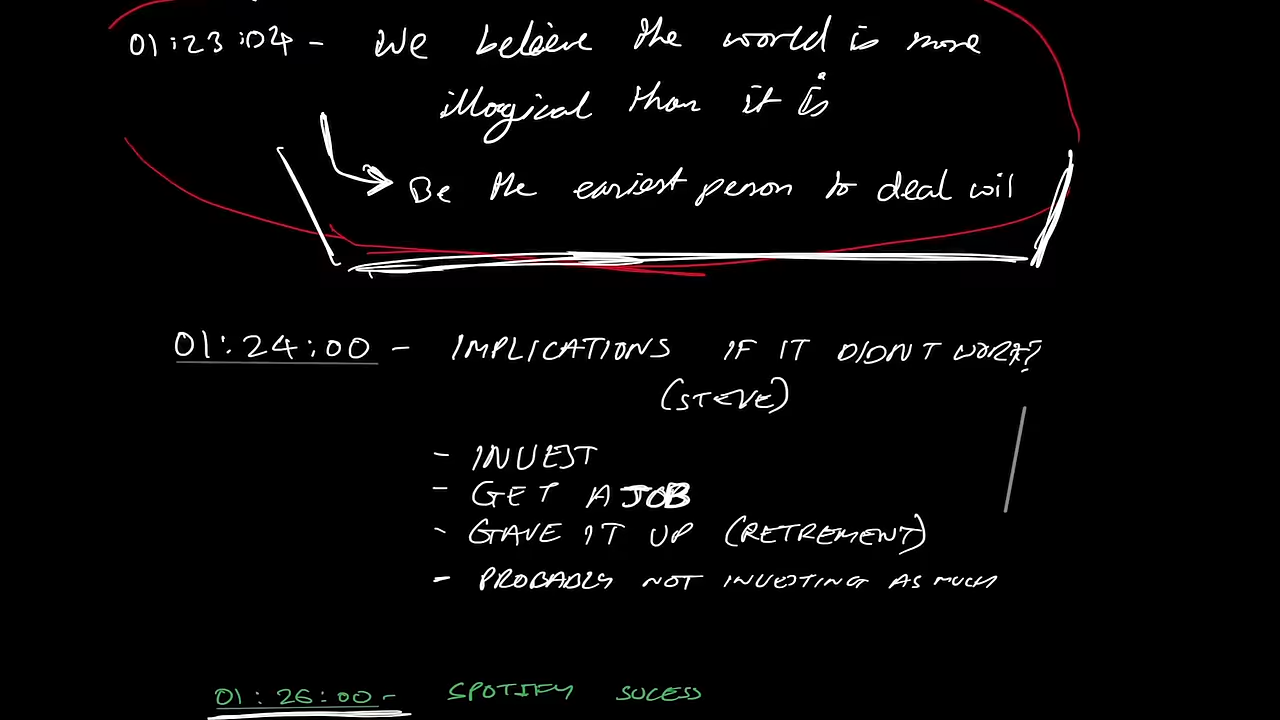 01:23:04 - We believe the world is more
illogical than it is
Be the easiest person to deal wit
01:24:00 - IMPLICATIONS IF IT DIDNT WORK?
(STEVE)
- INVEST
- GET A JOB
- GAVE IT UP (RETREMENT)
- PROBABLY NOT INVESTING AS MUCH
01:26:00 - SPOTIFY SUCESS